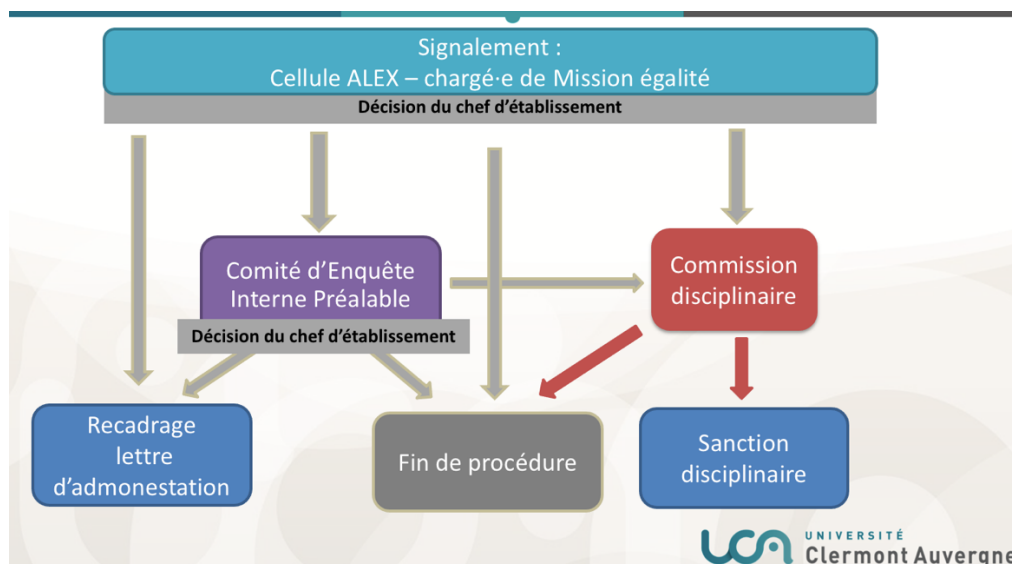 Signalement :
Cellule ALEX – chargé·e de Mission égalité
Décision du chef d’établissement
Comité d’Enquête
Interne Préalable
Décision du chef d’établissement
Commission
disciplinaire
Recadrage
lettre
d’admonestation
Fin de procédure
Sanction
disciplinaire
UCA
UNIVERSITÉ
Clermont Auvergne